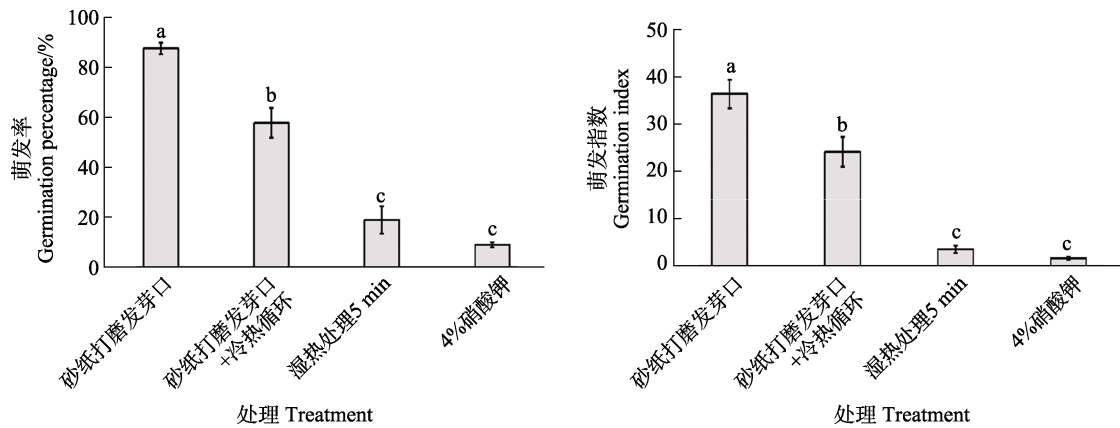 萌发率
Germination percentage/%
100
80
60
40
20
0
a
b
c
c
砂纸打磨发芽口
砂纸打磨发芽口
+冷热循环
湿热处理5 min
4%硝酸钾
处理 Treatment
萌发指数
Germination index
50
40
30
20
10
0
a
b
c
c
砂纸打磨发芽口
砂纸打磨发芽口
+冷热循环
湿热处理5 min
4%硝酸钾
处理 Treatment